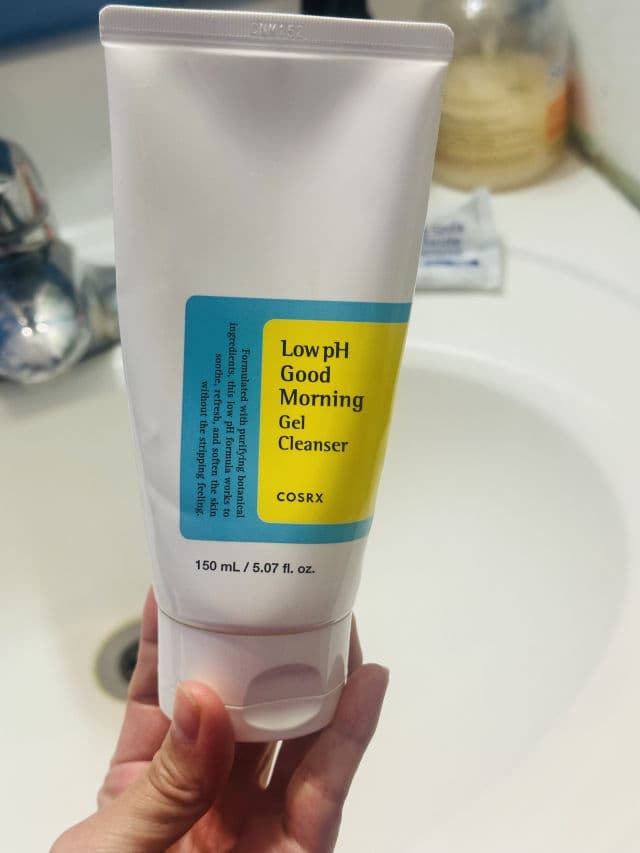 Low pH
Good
Morning
Gel
Cleanser
COSRX
Formulated with purifying botanical
ingredients, this low pH formula works to
soothe, refresh, and soften the skin
without the stripping feeling.
150 mL / 5.07 fl. oz.